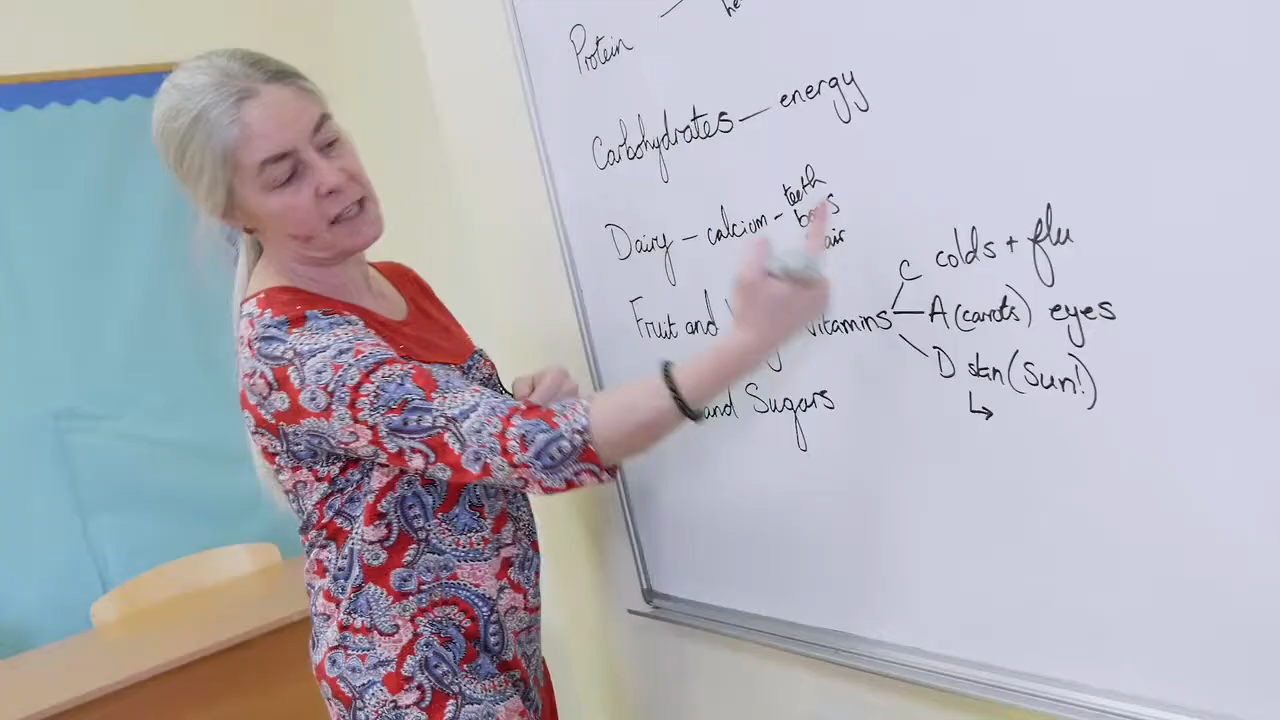 Protein —
Carbohydrates — energy
Dairy — calcium - teeth
Fruit and
vitamins
C colds + flu
A (carrots) eyes
D skin (Sun!)
↳
and Sugars